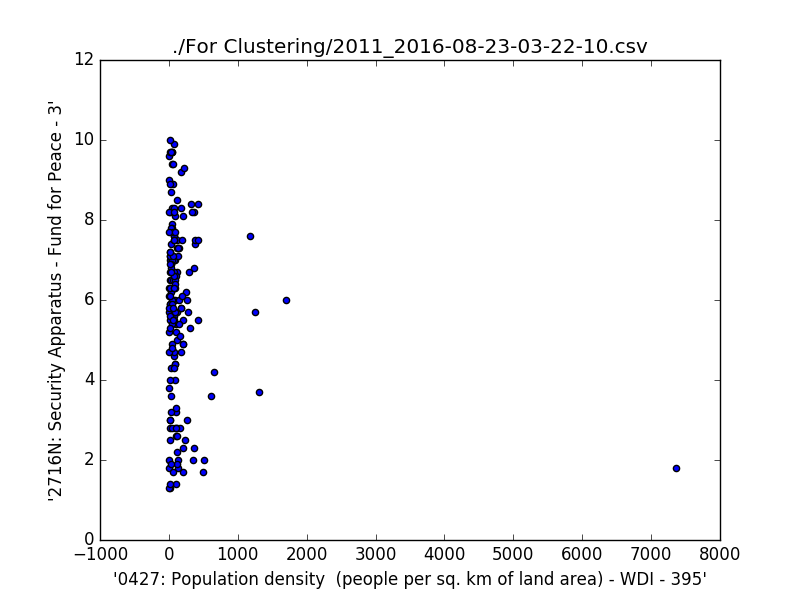 ./For Clustering/2011_2016-08-23-03-22-10.csv
12
10
8
6
4
2
0
'2716N: Security Apparatus - Fund for Peace - 3'
−1000 0 1000 2000 3000 4000 5000 6000 7000 8000
'0427: Population density  (people per sq. km of land area) - WDI - 395'